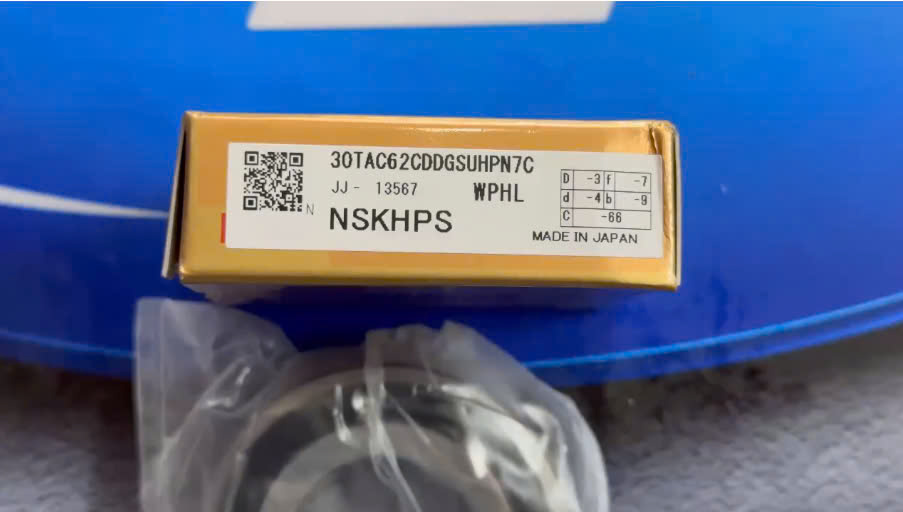 30TAC62CDDGSUHPN7C
JJ - 13567 WPHL
N
NSKHPS
D -3 f -7
d -4 b -9
C -66
MADE IN JAPAN